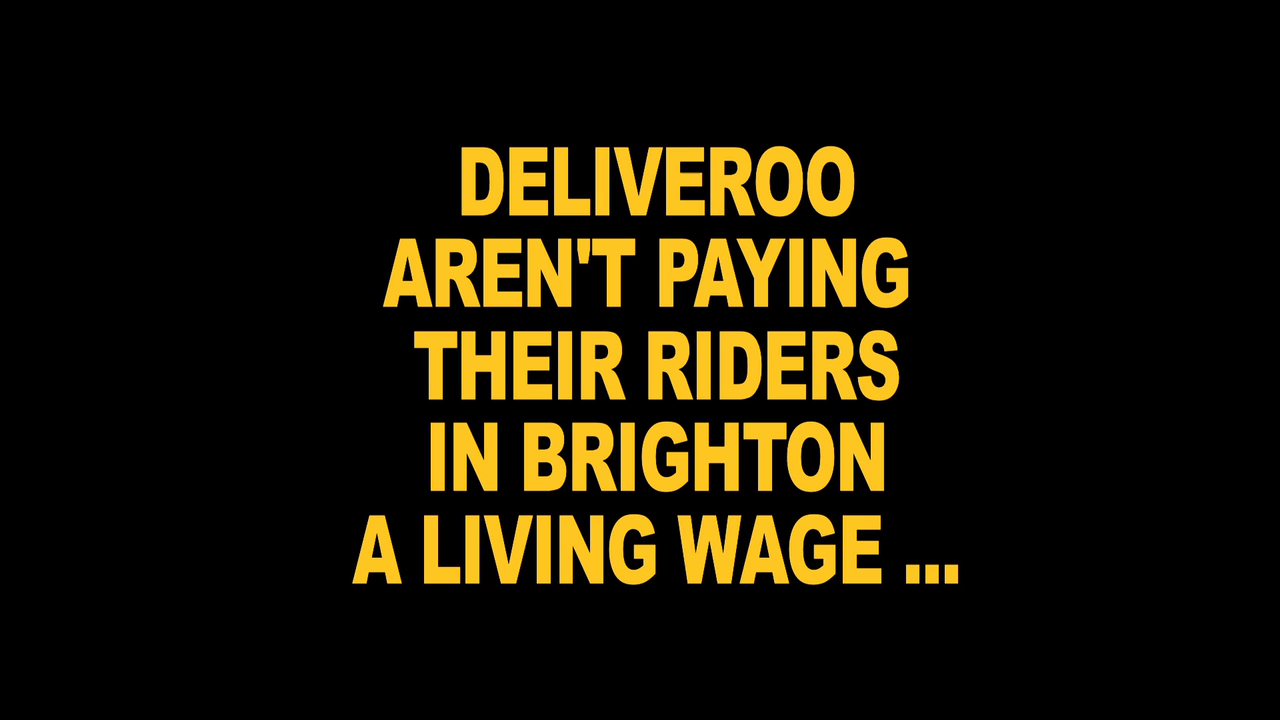 DELIVEROO
AREN'T PAYING
THEIR RIDERS
IN BRIGHTON
A LIVING WAGE ...